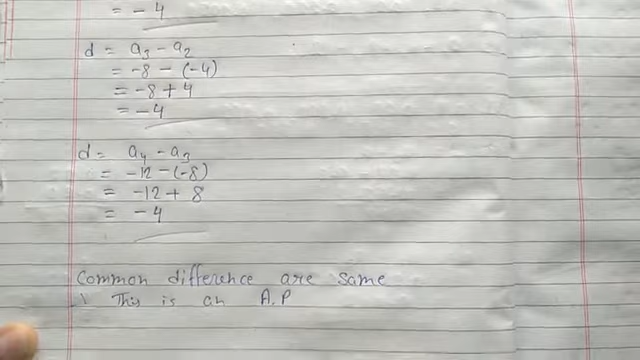 = - 4
d = a₃ - a₂
= -8 - (-4)
= -8 + 4
= -4
d = a₄ - a₃
= -12 - (-8)
= -12 + 8
= -4
Common difference are same
∴ This is an A.P